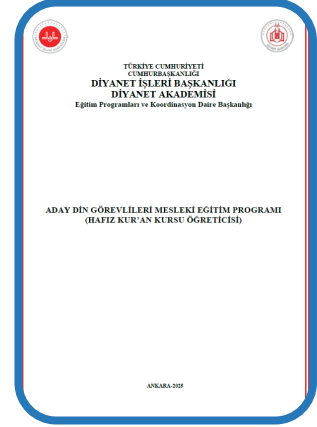 TÜRKİYE CUMHURİYETİ
CUMHURBAŞKANLIĞI
DİYANET İŞLERİ BAŞKANLIĞI
DİYANET AKADEMİSİ
Eğitim Programları ve Koordinasyon Daire Başkanlığı
ADAY DİN GÖREVLİLERİ MESLEKİ EĞİTİM PROGRAMI
(HAFIZ KUR'AN KURSU ÖĞRETİCİSİ)
ANKARA-2025